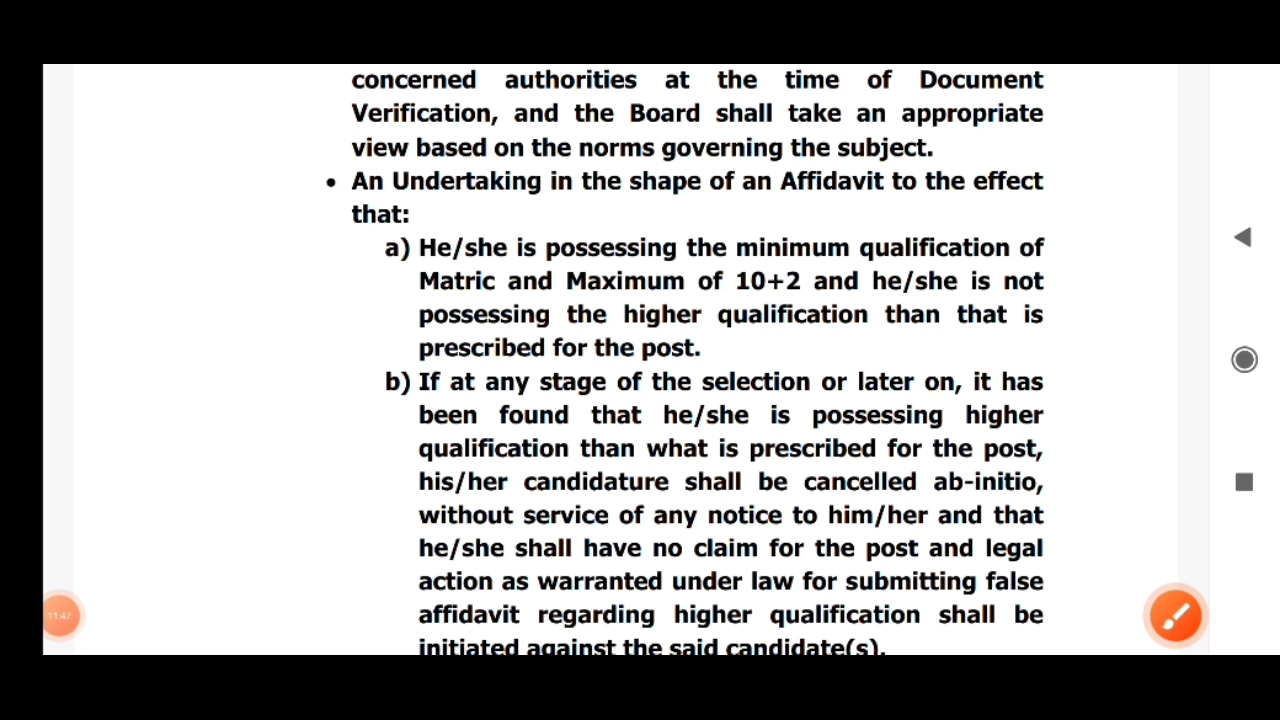 concerned authorities at the time of Document
Verification, and the Board shall take an appropriate
view based on the norms governing the subject.
• An Undertaking in the shape of an Affidavit to the effect
that:
a) He/she is possessing the minimum qualification of
Matric and Maximum of 10+2 and he/she is not
possessing the higher qualification than that is
prescribed for the post.
b) If at any stage of the selection or later on, it has
been found that he/she is possessing higher
qualification than what is prescribed for the post,
his/her candidature shall be cancelled ab-initio,
without service of any notice to him/her and that
he/she shall have no claim for the post and legal
action as warranted under law for submitting false
affidavit regarding higher qualification shall be
initiated against the said candidate(s).
11:47